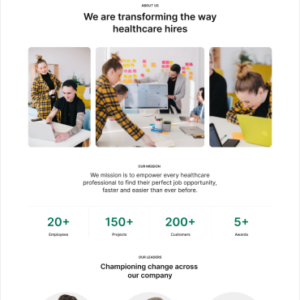 ABOUT US
We are transforming the way
healthcare hires
OUR MISSION
We mission is to empower every healthcare
professional to find their perfect job opportunity,
faster and easier than ever before.
20+
150+
200+
5+
Employees
Projects
Customers
Awards
OUR LEADERS
Championing change across
our company